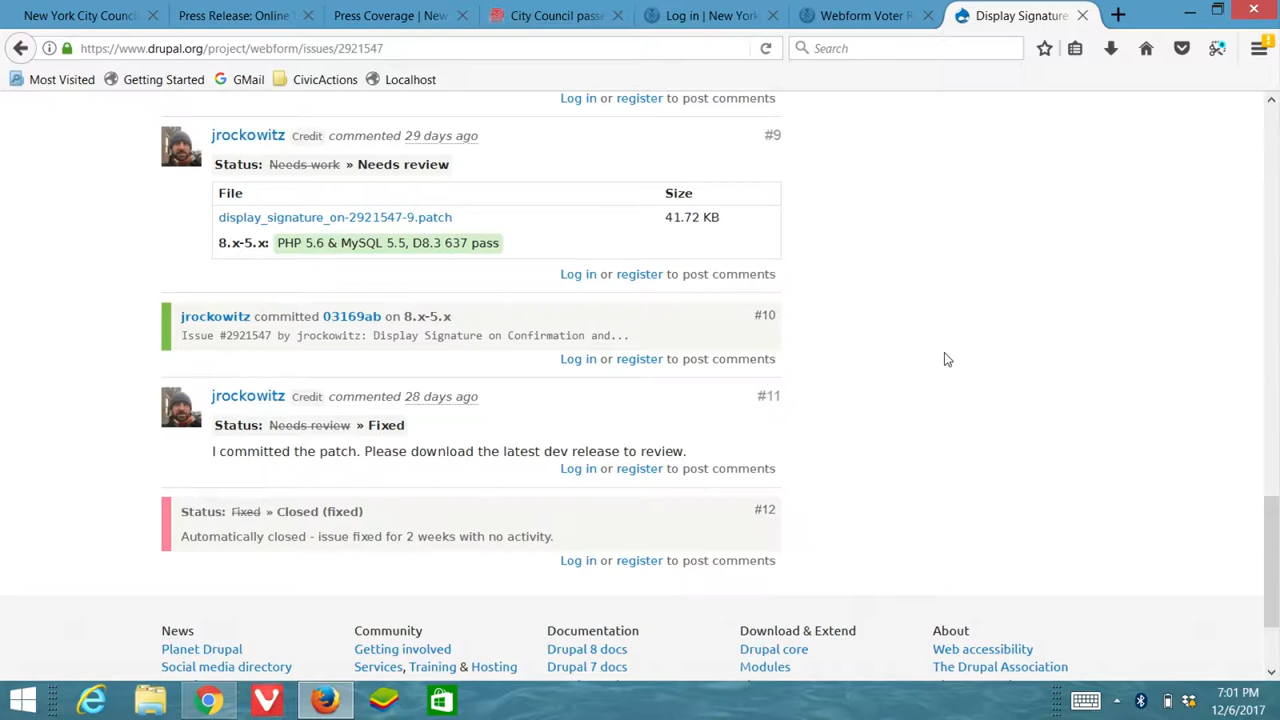 New York City Counci
Press Release: Online
Press Coverage | New
City Council passe
Log in | New York
Webform Voter R
Display Signature
https://www.drupal.org/project/webform/issues/2921547
Search
Most Visited
Getting Started
GMail
CivicActions
Localhost
Log in or register to post comments
jrockowitz Credit commented 29 days ago #9
Status: Needs work » Needs review
File Size
display_signature_on-2921547-9.patch 41.72 KB
8.x-5.x: PHP 5.6 & MySQL 5.5, D8.3 637 pass
Log in or register to post comments
jrockowitz committed 03169ab on 8.x-5.x #10
Issue #2921547 by jrockowitz: Display Signature on Confirmation and...
Log in or register to post comments
jrockowitz Credit commented 28 days ago #11
Status: Needs review » Fixed
I committed the patch. Please download the latest dev release to review.
Log in or register to post comments
Status: Fixed » Closed (fixed) #12
Automatically closed - issue fixed for 2 weeks with no activity.
Log in or register to post comments
News Community Documentation Download & Extend About
Planet Drupal Getting involved Drupal 8 docs Drupal core Web accessibility
Social media directory Services, Training & Hosting Drupal 7 docs Modules The Drupal Association
7:01 PM
12/6/2017